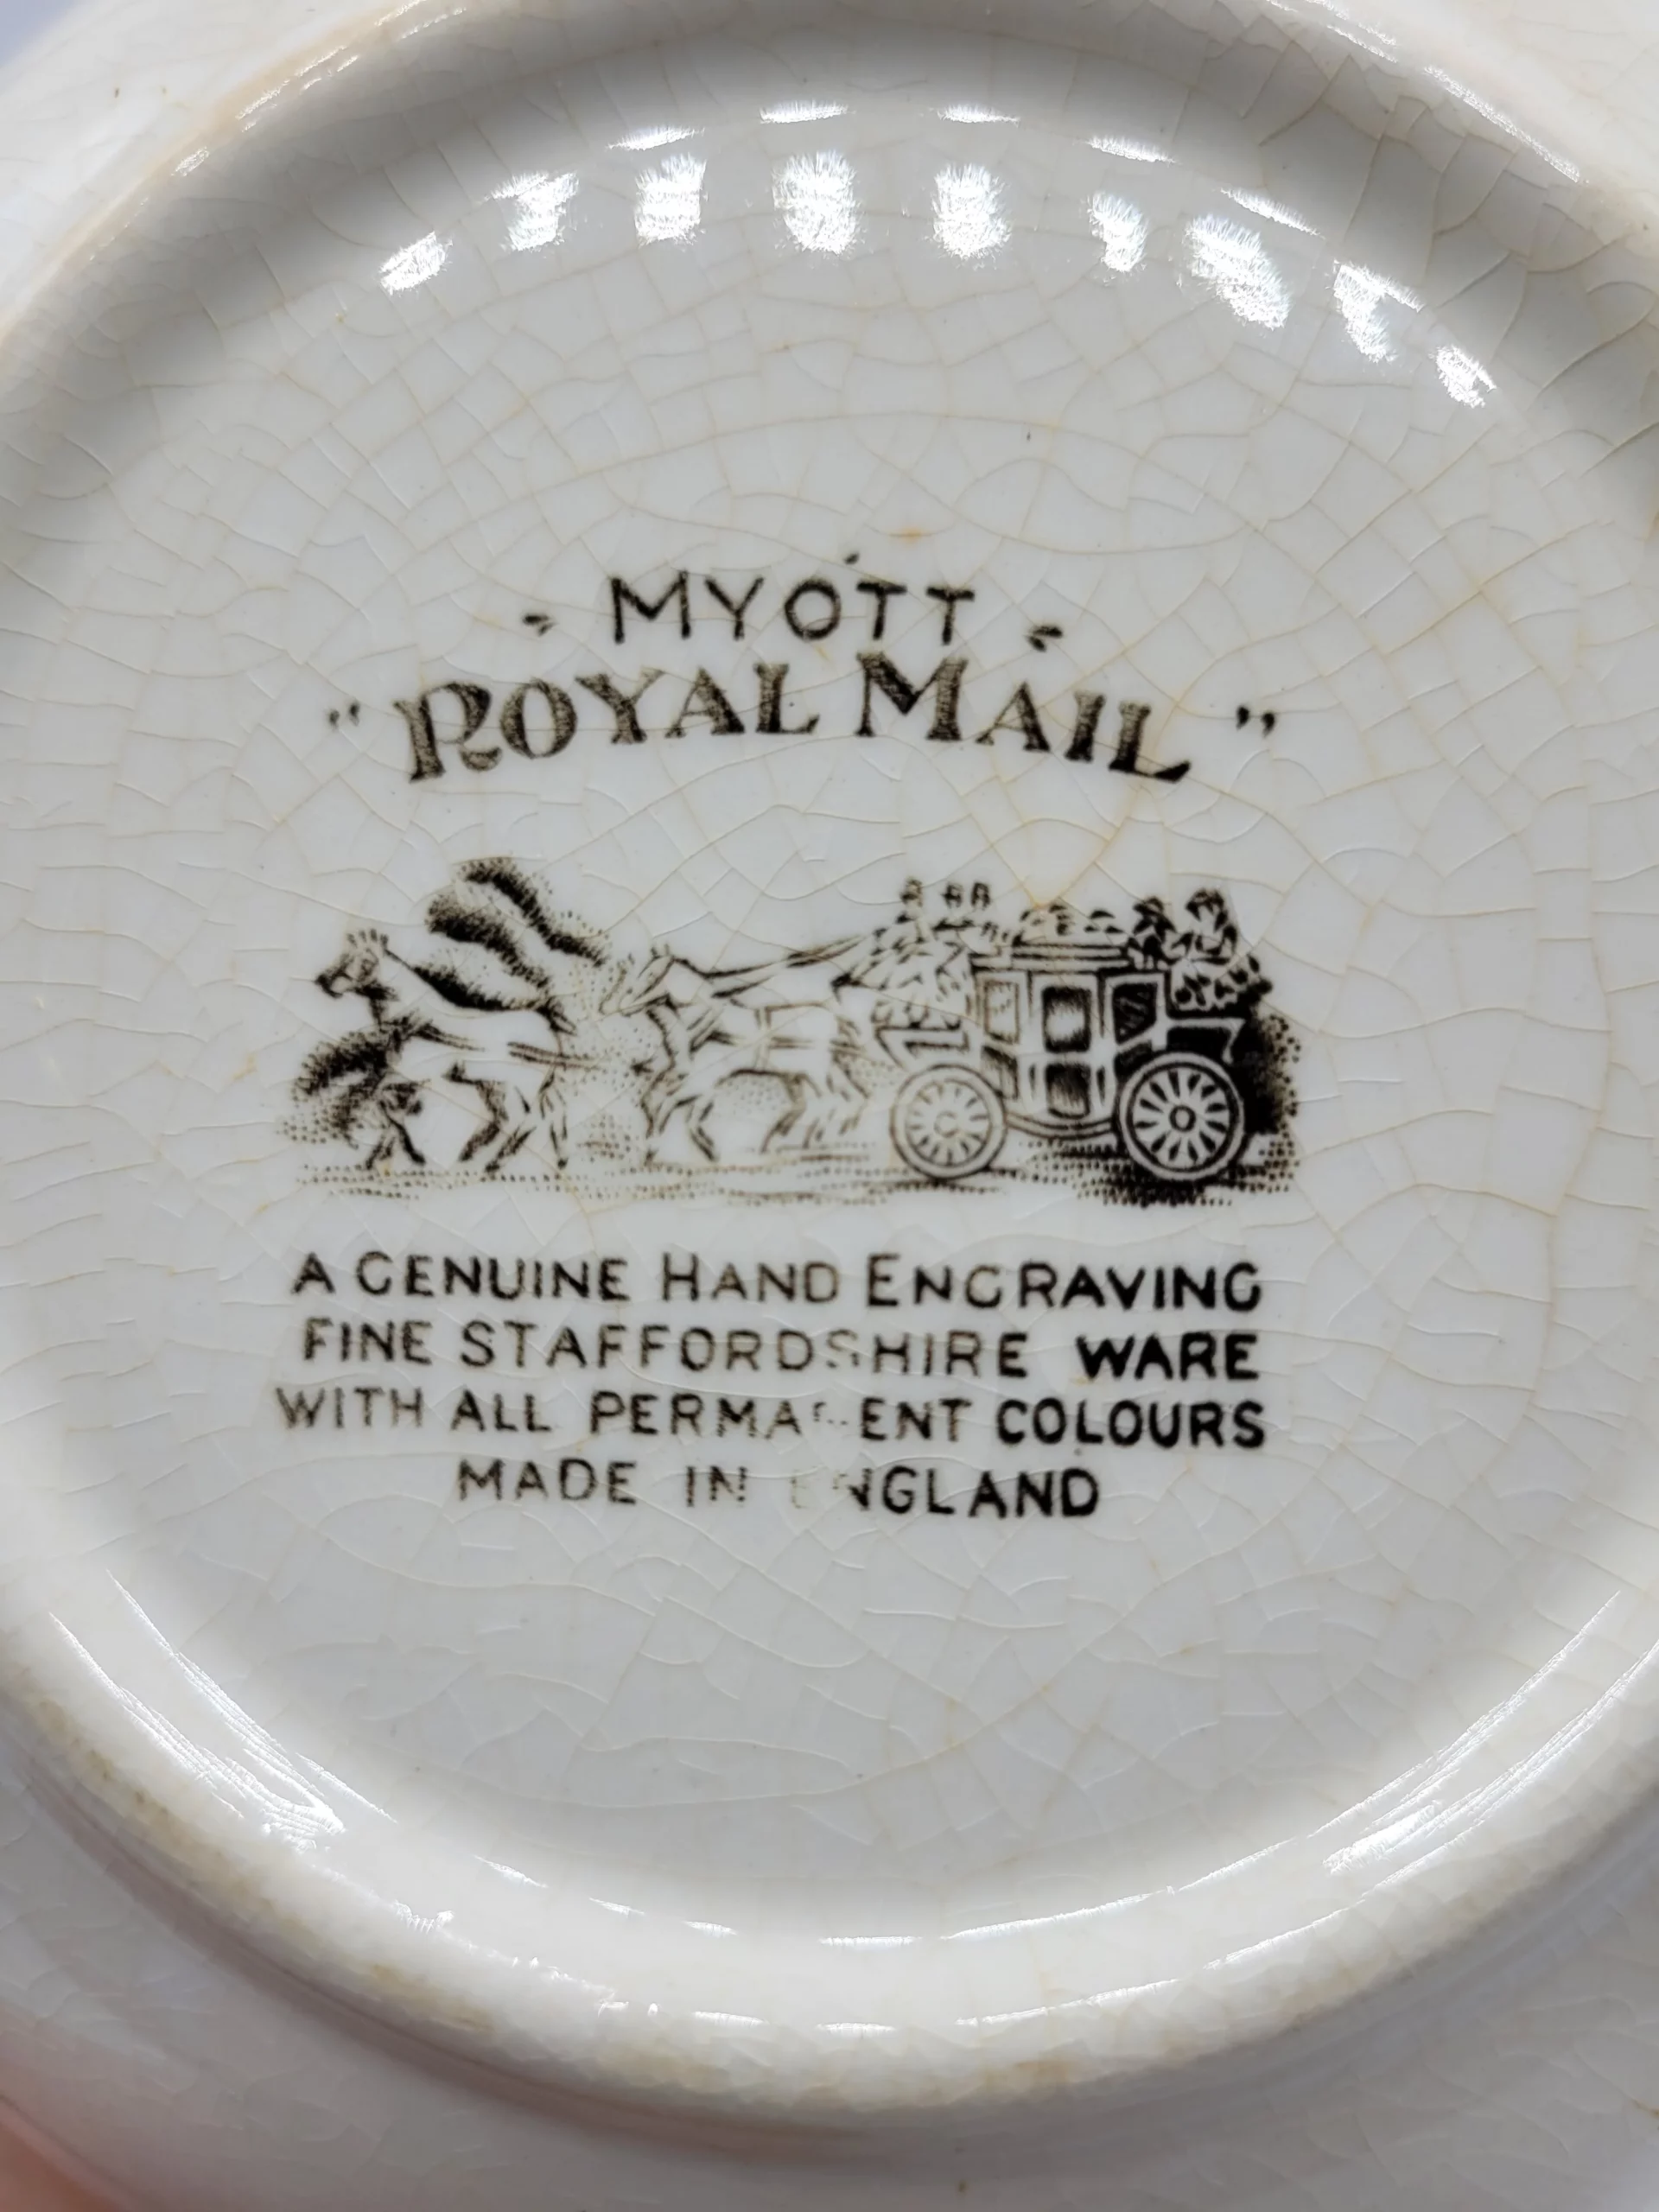 MYOTT
"ROYAL MAIL"
A GENUINE HAND ENGRAVING
FINE STAFFORDSHIRE WARE
WITH ALL PERMANENT COLOURS
MADE IN ENGLAND